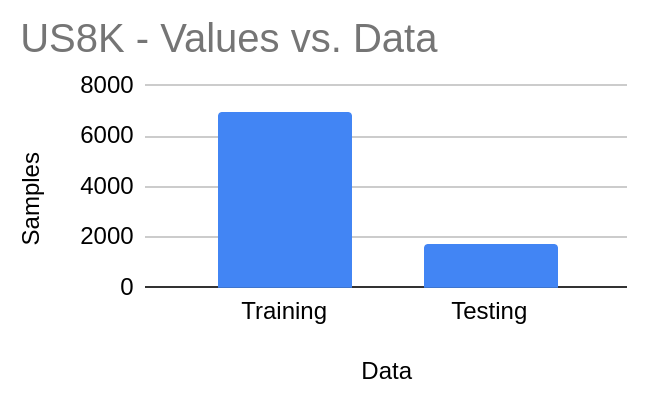 US8K - Values vs. Data
8000
6000
4000
2000
0
Samples
Training
Testing
Data